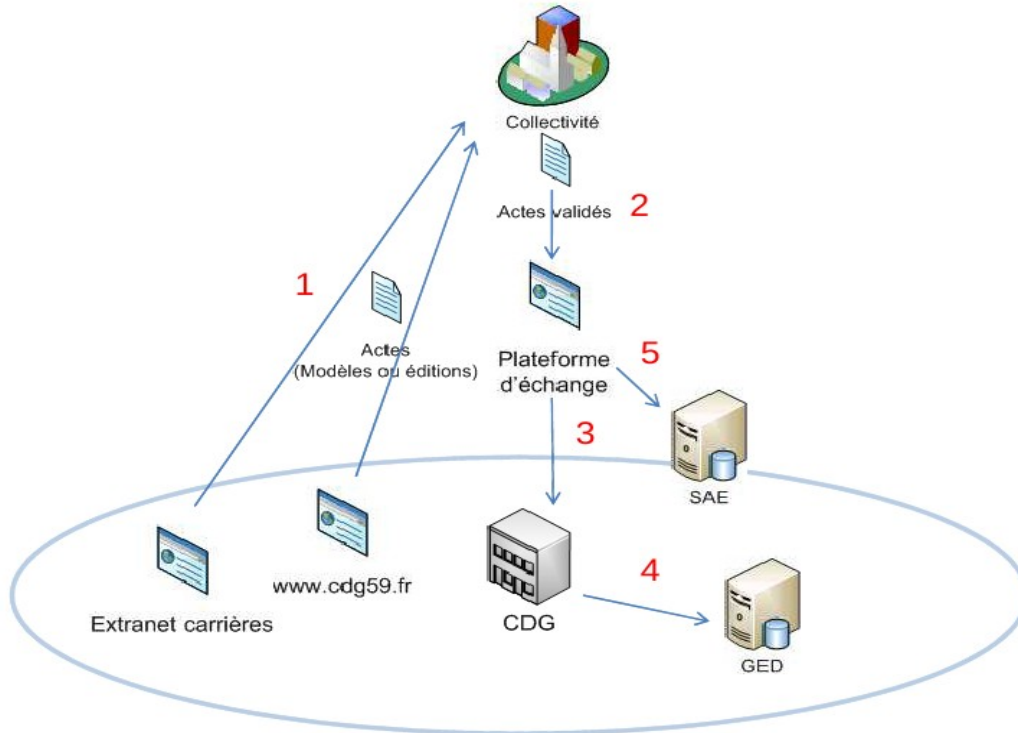 Collectivité
Actes validés
2
1
Actes
(Modèles ou éditions)
Plateforme
d'échange
5
3
SAE
www.cdg59.fr
Extranet carrières
CDG
4
GED